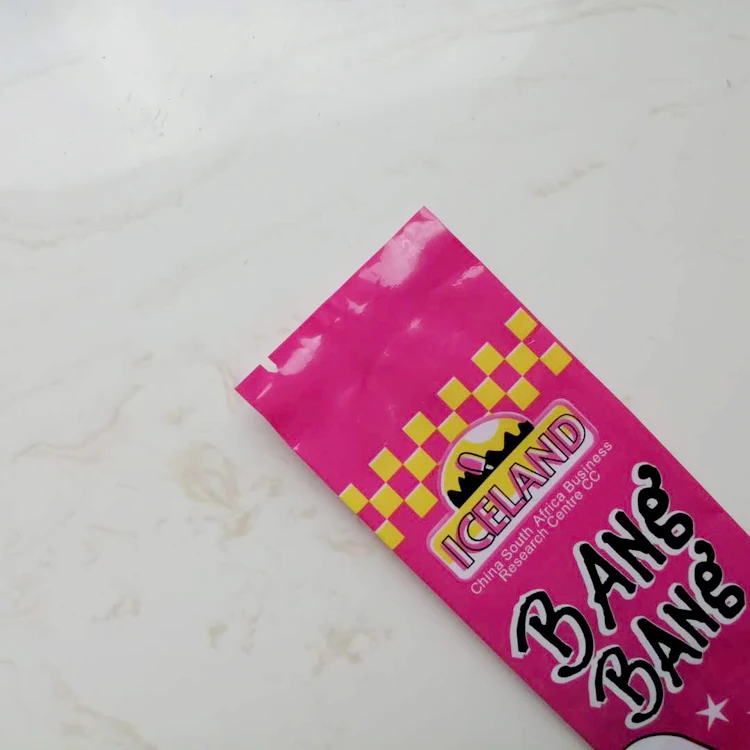 ICELAND
China South Africa Business
Research Centre CC
BANg
BANg